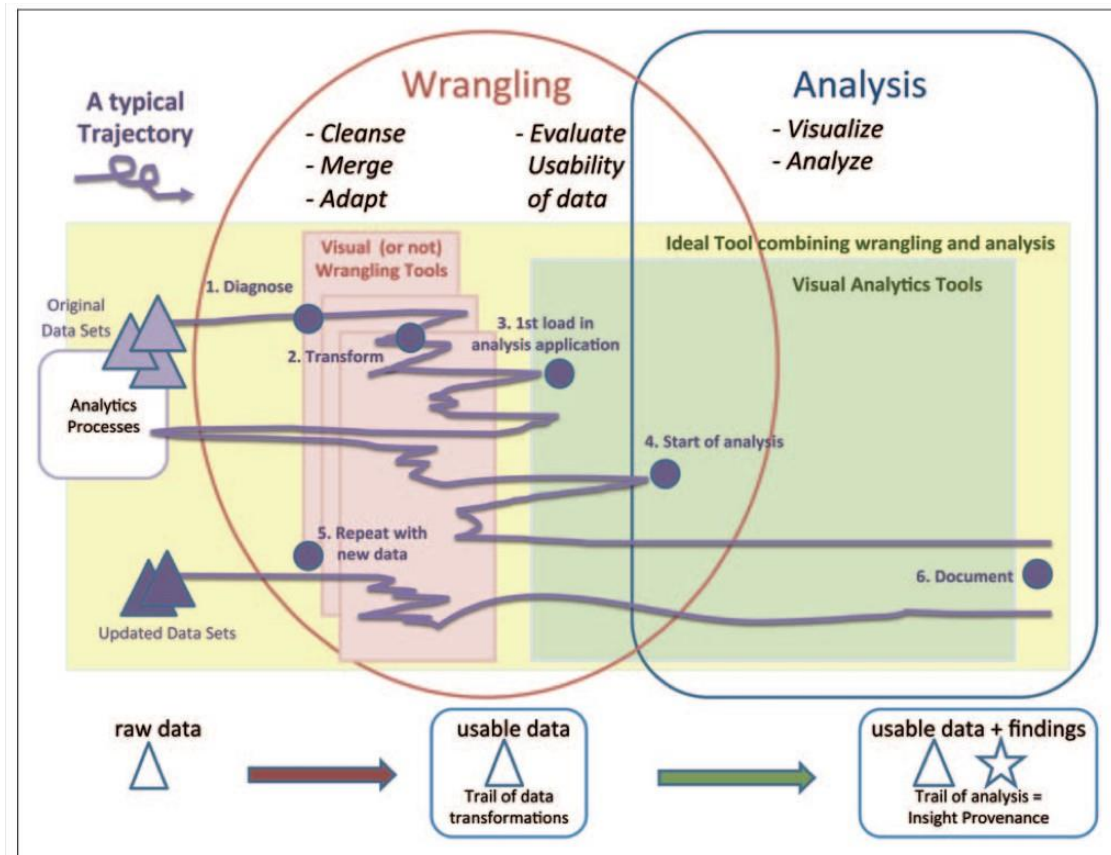 Wrangling
Analysis
A typical
Trajectory
- Cleanse
- Merge
- Adapt
- Evaluate
Usability
of data
- Visualize
- Analyze
Visual (or not)
Wrangling Tools
Ideal Tool combining wrangling and analysis
Visual Analytics Tools
Original
Data Sets
1. Diagnose
2. Transform
3. 1st load in
analysis application
Analytics
Processes
4. Start of analysis
5. Repeat with
new data
6. Document
Updated Data Sets
raw data
usable data
Trail of data
transformations
usable data + findings
Trail of analysis =
Insight Provenance